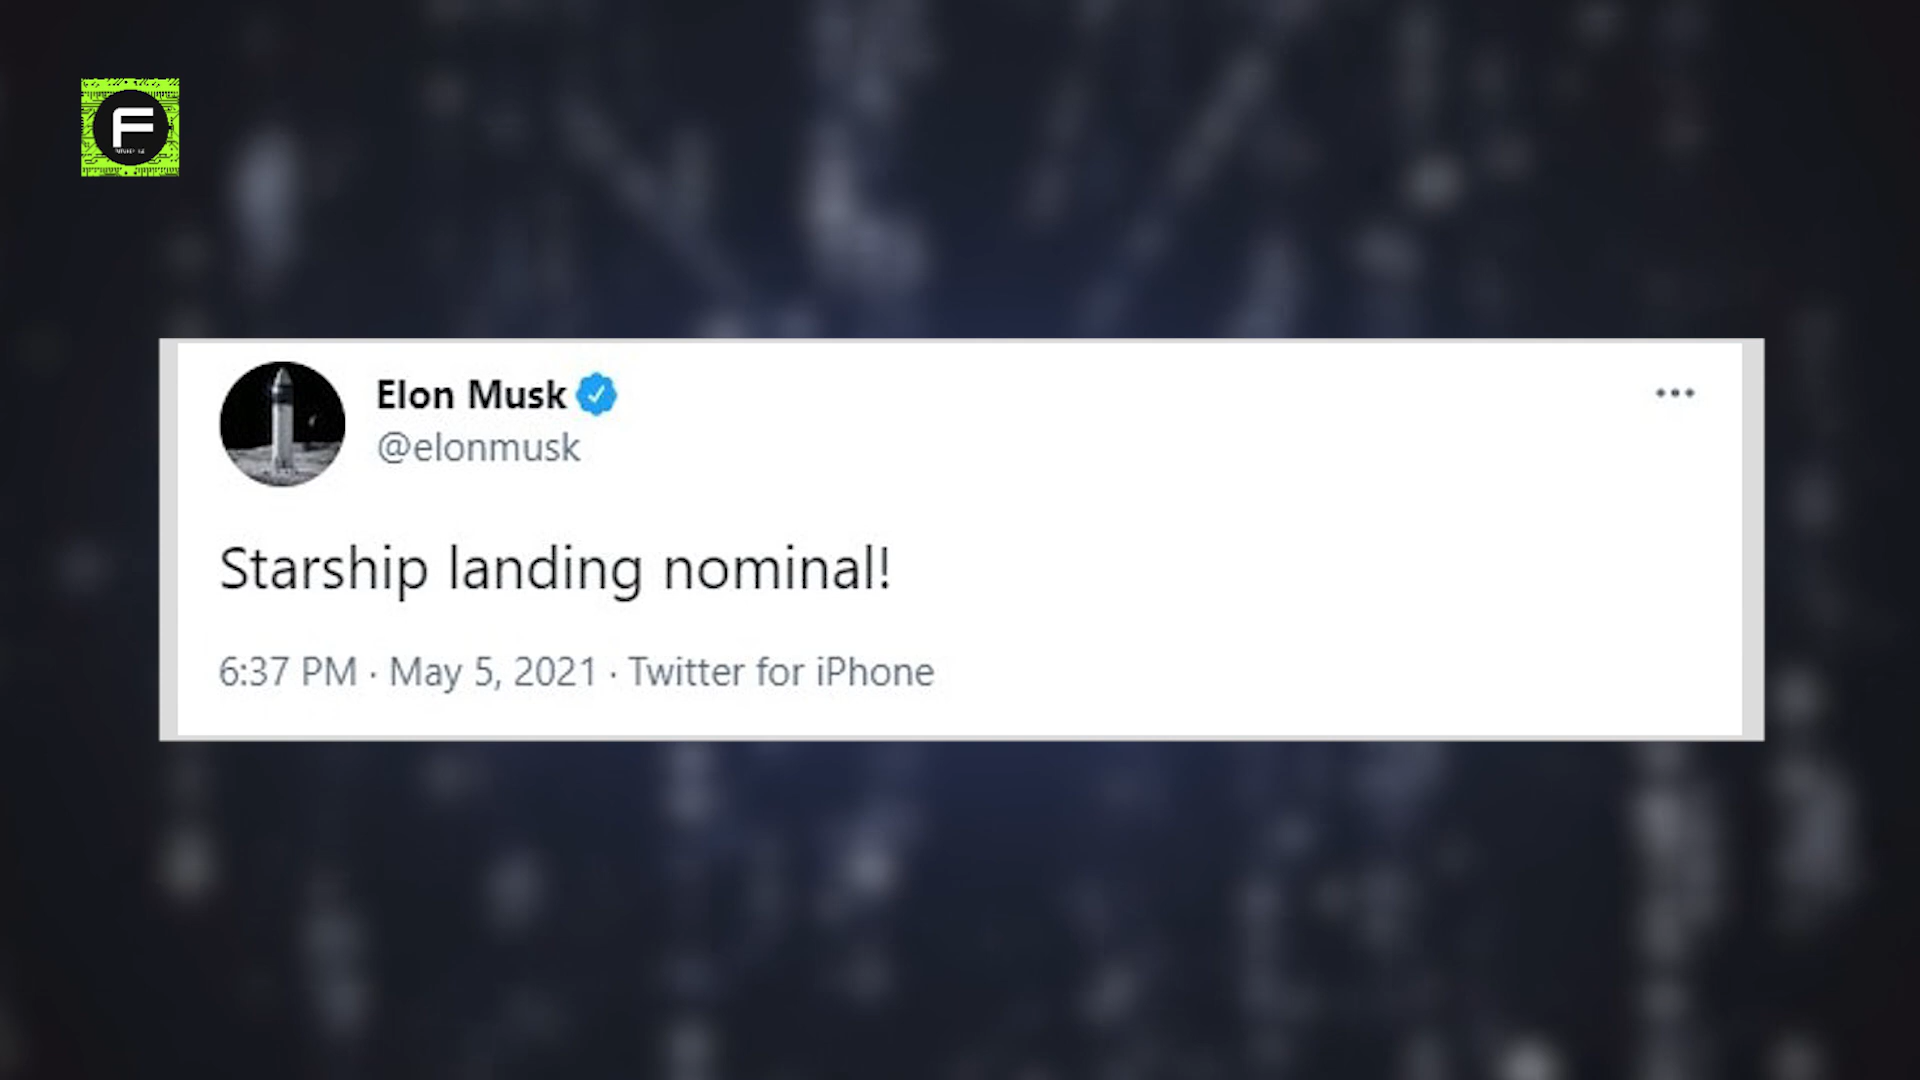 F
Elon Musk
@elonmusk
Starship landing nominal!
6:37 PM · May 5, 2021 · Twitter for iPhone